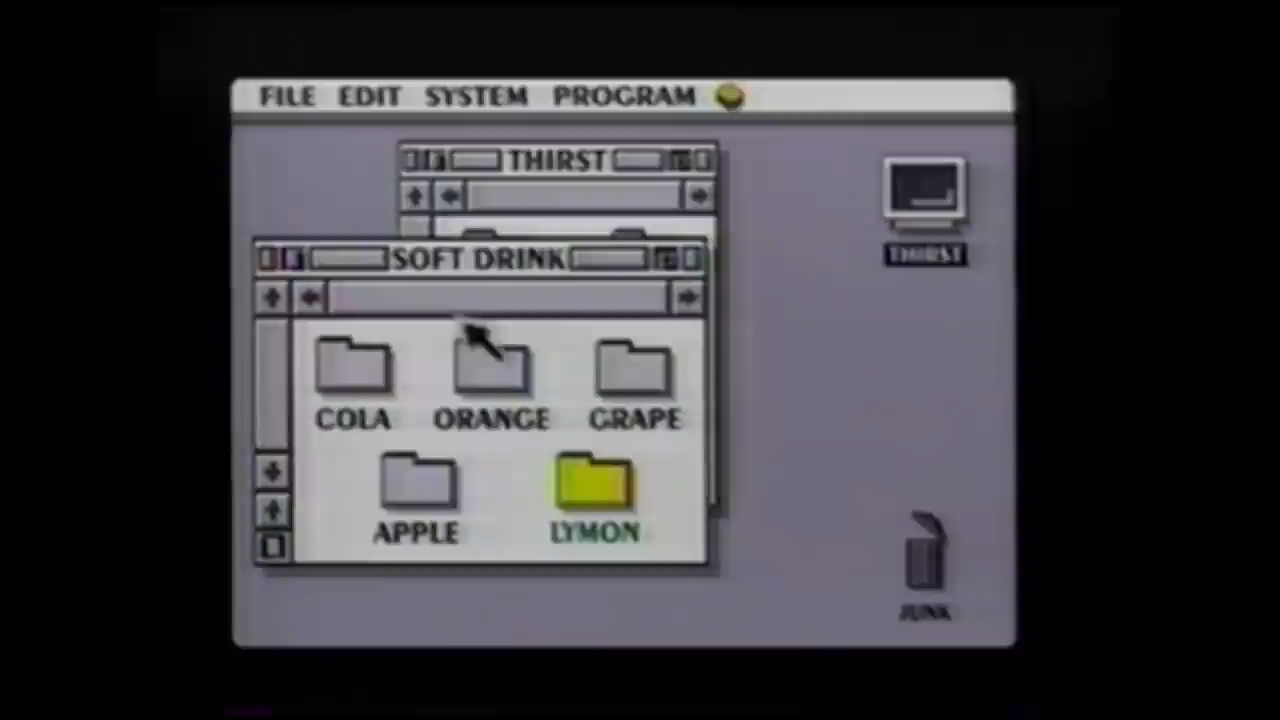 FILE EDIT SYSTEM PROGRAM
THIRST
THIRST
SOFT DRINK
COLA ORANGE GRAPE
APPLE LYMON
JUNK